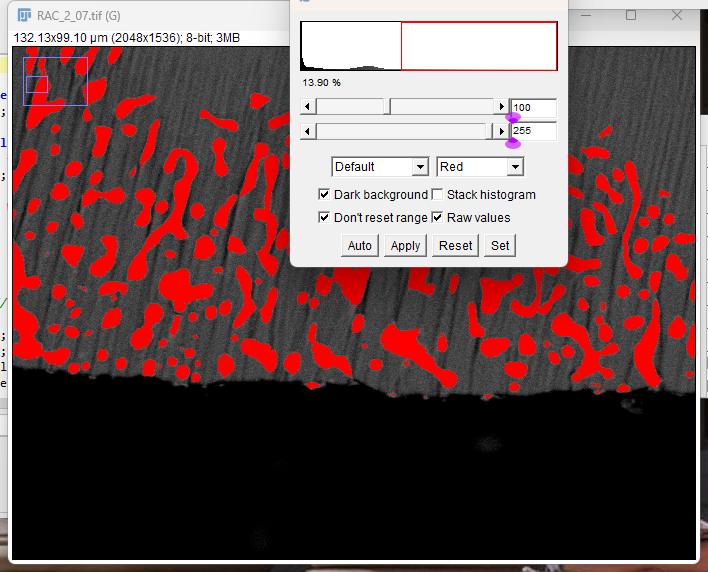 RAC_2_07.tif (G)
132.13x99.10 µm (2048x1536); 8-bit; 3MB
13.90 %
100
255
Default
Red
Dark background
Stack histogram
Don't reset range
Raw values
Auto
Apply
Reset
Set